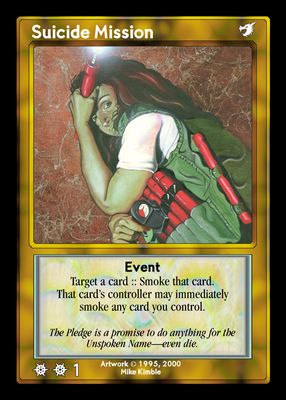 Suicide Mission
Event
Target a card :: Smoke that card.
That card's controller may immediately
smoke any card you control.
The Pledge is a promise to do anything for the
Unspoken Name—even die.
1
Artwork © 1995, 2000
Mike Kimble